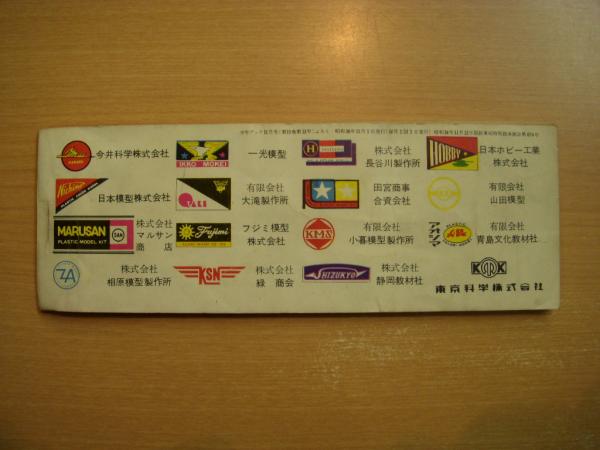 今井科学株式会社
IKKO MOKEI
一光模型
H
株式会社
長谷川製作所
HOBBY
日本ホビー工業
株式会社
Nichimo
日本模型株式会社
有限会社
大滝製作所
田宮商事
合資会社
有限会社
山田模型
MARUSAN
PLASTIC MODEL KIT
SAN
株式会社
マルサン
商店
Fujimi
フジミ模型
株式会社
KMS
有限会社
小暮模型製作所
アオシマ
有限会社
青島文化教材社
株式会社
相原模型製作所
KSN
株式会社
緑商会
SHIZUKYO
株式会社
静岡教材社
東京科学株式会社